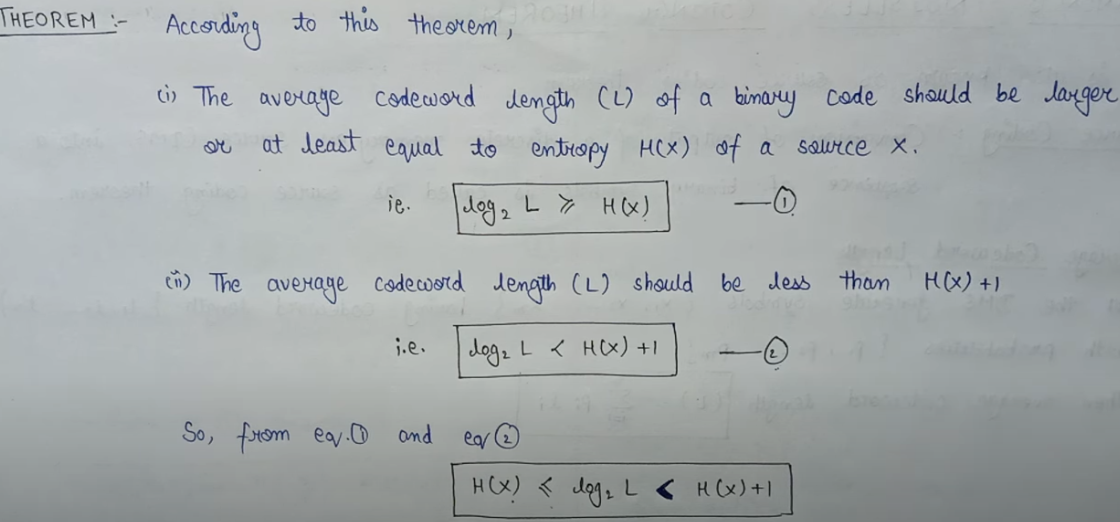 THEOREM :- According to this theorem,
(i) The average codeword length (L) of a binary code should be larger
or at least equal to entropy H(X) of a source X.
ie. log₂ L ⩾ H(X) —①
(ii) The average codeword length (L) should be less than H(X) +1
i.e. log₂ L < H(X) +1 —②
So, from eq.① and eq②
H(X) ⩽ log₂ L < H(X)+1